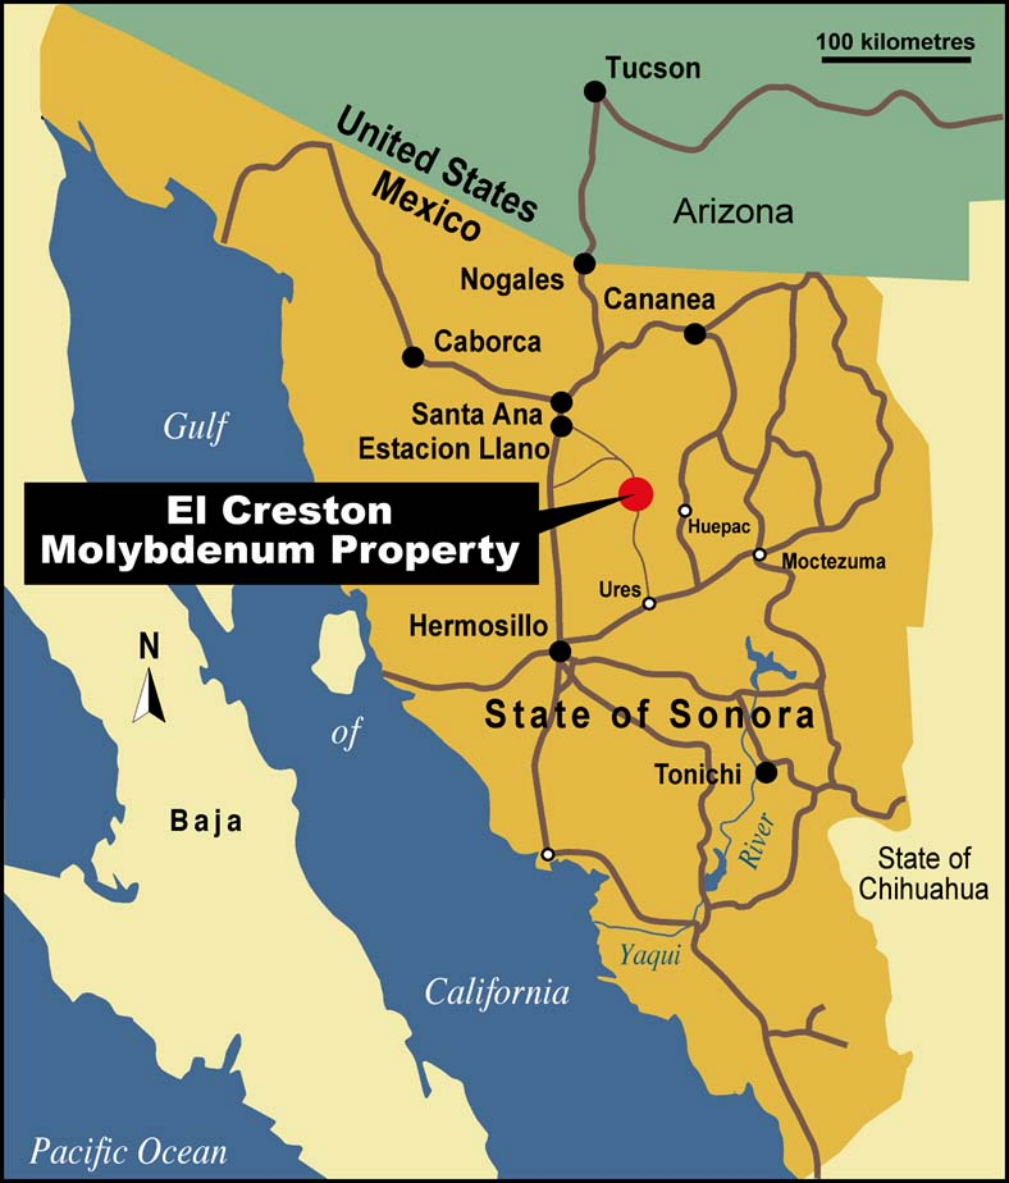 100 kilometres
Tucson
United States
Mexico
Arizona
Nogales
Cananea
Caborca
Santa Ana
Estacion Llano
Gulf
El Creston
Molybdenum Property
Huepac
Moctezuma
Ures
Hermosillo
N
State of Sonora
of
Tonichi
Baja
River
State of
Chihuahua
Yaqui
California
Pacific Ocean